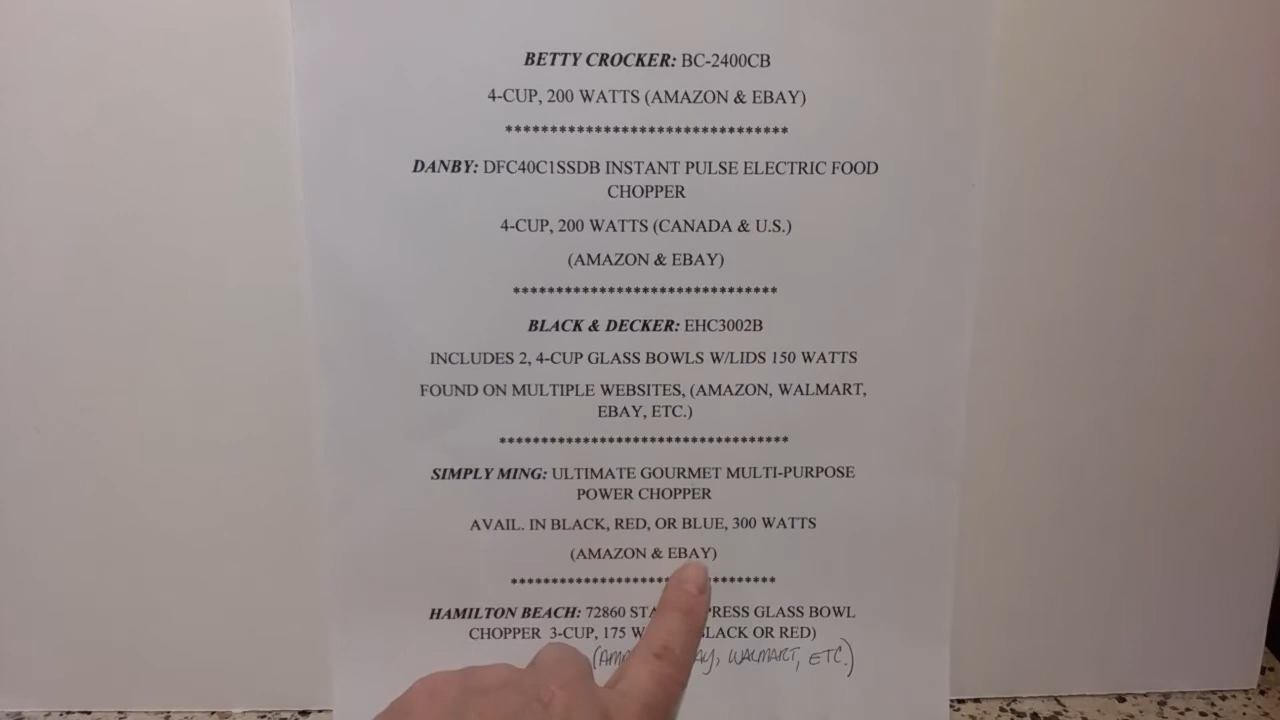 BETTY CROCKER: BC-2400CB
4-CUP, 200 WATTS (AMAZON & EBAY)
*******************************
DANBY: DFC40C1SSDB INSTANT PULSE ELECTRIC FOOD
CHOPPER
4-CUP, 200 WATTS (CANADA & U.S.)
(AMAZON & EBAY)
*****************************
BLACK & DECKER: EHC3002B
INCLUDES 2, 4-CUP GLASS BOWLS W/LIDS 150 WATTS
FOUND ON MULTIPLE WEBSITES, (AMAZON, WALMART,
EBAY, ETC.)
********************************
SIMPLY MING: ULTIMATE GOURMET MULTI-PURPOSE
POWER CHOPPER
AVAIL. IN BLACK, RED, OR BLUE, 300 WATTS
(AMAZON & EBAY)
*****************************
HAMILTON BEACH: 72860 GLASS BOWL
CHOPPER 3-CUP, 175 BLACK OR RED)
WALMART, ETC.)